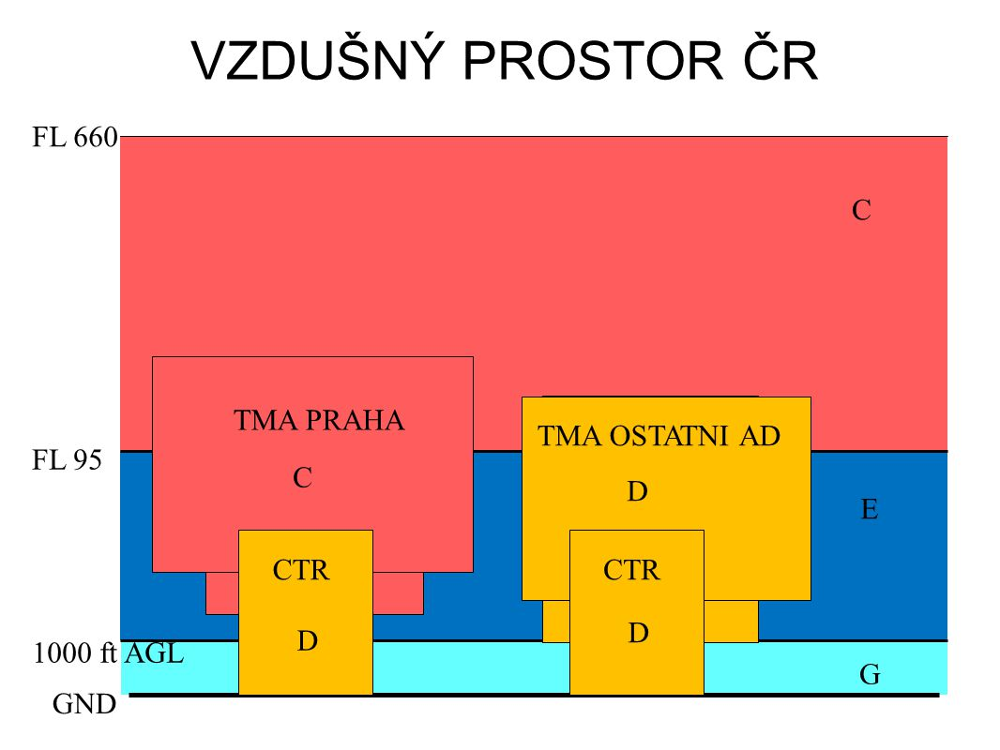 VZDUŠNÝ PROSTOR ČR
FL 660
C
TMA PRAHA
TMA OSTATNI AD
FL 95
C
D
E
CTR
CTR
D
D
1000 ft AGL
G
GND